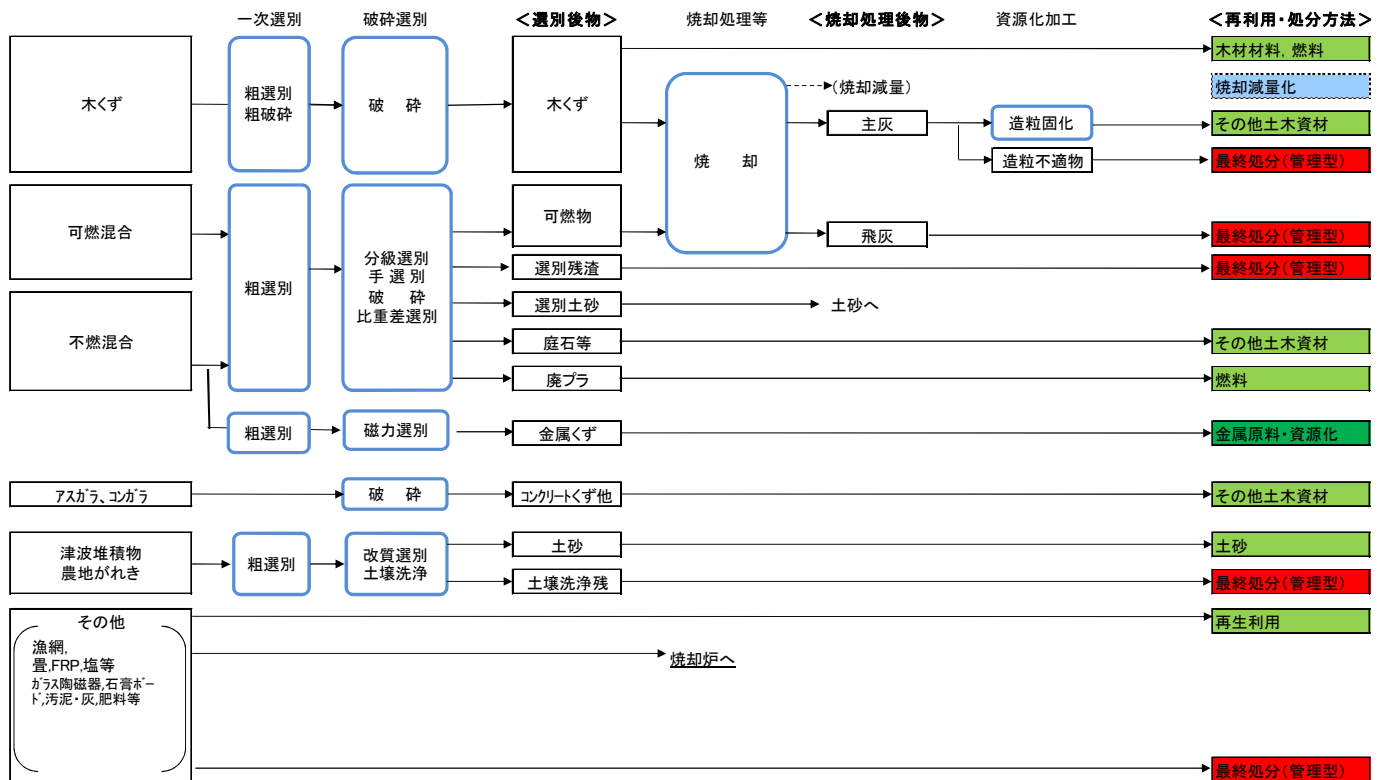 一次選別 破砕選別 <選別後物> 焼却処理等 <焼却処理後物> 資源化加工 <再利用・処分方法>
木くず
粗選別
粗破砕
破 砕
木くず
木材材料, 燃料
焼却減量化
(焼却減量)
焼 却
主灰
造粒固化
その他土木資材
造粒不適物
最終処分(管理型)
可燃混合
不燃混合
粗選別
分級選別
手 選 別
破 砕
比重差選別
可燃物
飛灰
最終処分(管理型)
選別残渣
最終処分(管理型)
選別土砂
土砂へ
庭石等
その他土木資材
廃プラ
燃料
粗選別
磁力選別
金属くず
金属原料・資源化
アスガラ、コンガラ
破 砕
コンクリートくず他
その他土木資材
津波堆積物
農地がれき
粗選別
改質選別
土壌洗浄
土砂
土砂
土壌洗浄残
最終処分(管理型)
その他
漁網,
畳,FRP,塩等
ガラス陶磁器,石膏ボー
ド,汚泥・灰,肥料等
再生利用
焼却炉へ
最終処分(管理型)